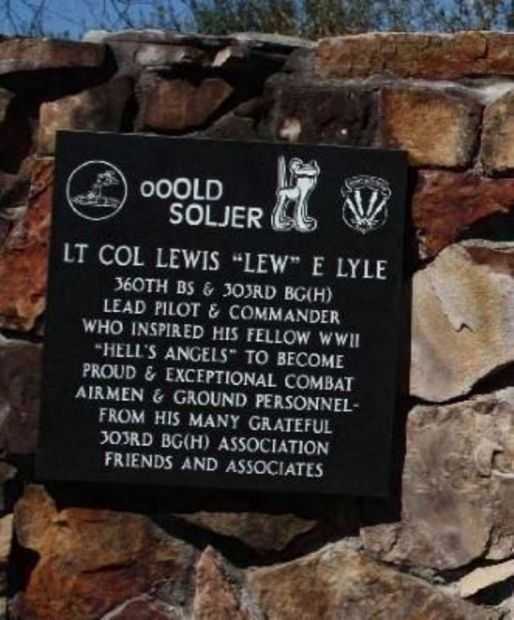 oOOLD
SOLJER
LT COL LEWIS "LEW" E LYLE
360TH BS & 303RD BG(H)
LEAD PILOT & COMMANDER
WHO INSPIRED HIS FELLOW WWII
"HELL'S ANGELS" TO BECOME
PROUD & EXCEPTIONAL COMBAT
AIRMEN & GROUND PERSONNEL-
FROM HIS MANY GRATEFUL
303RD BG(H) ASSOCIATION
FRIENDS AND ASSOCIATES